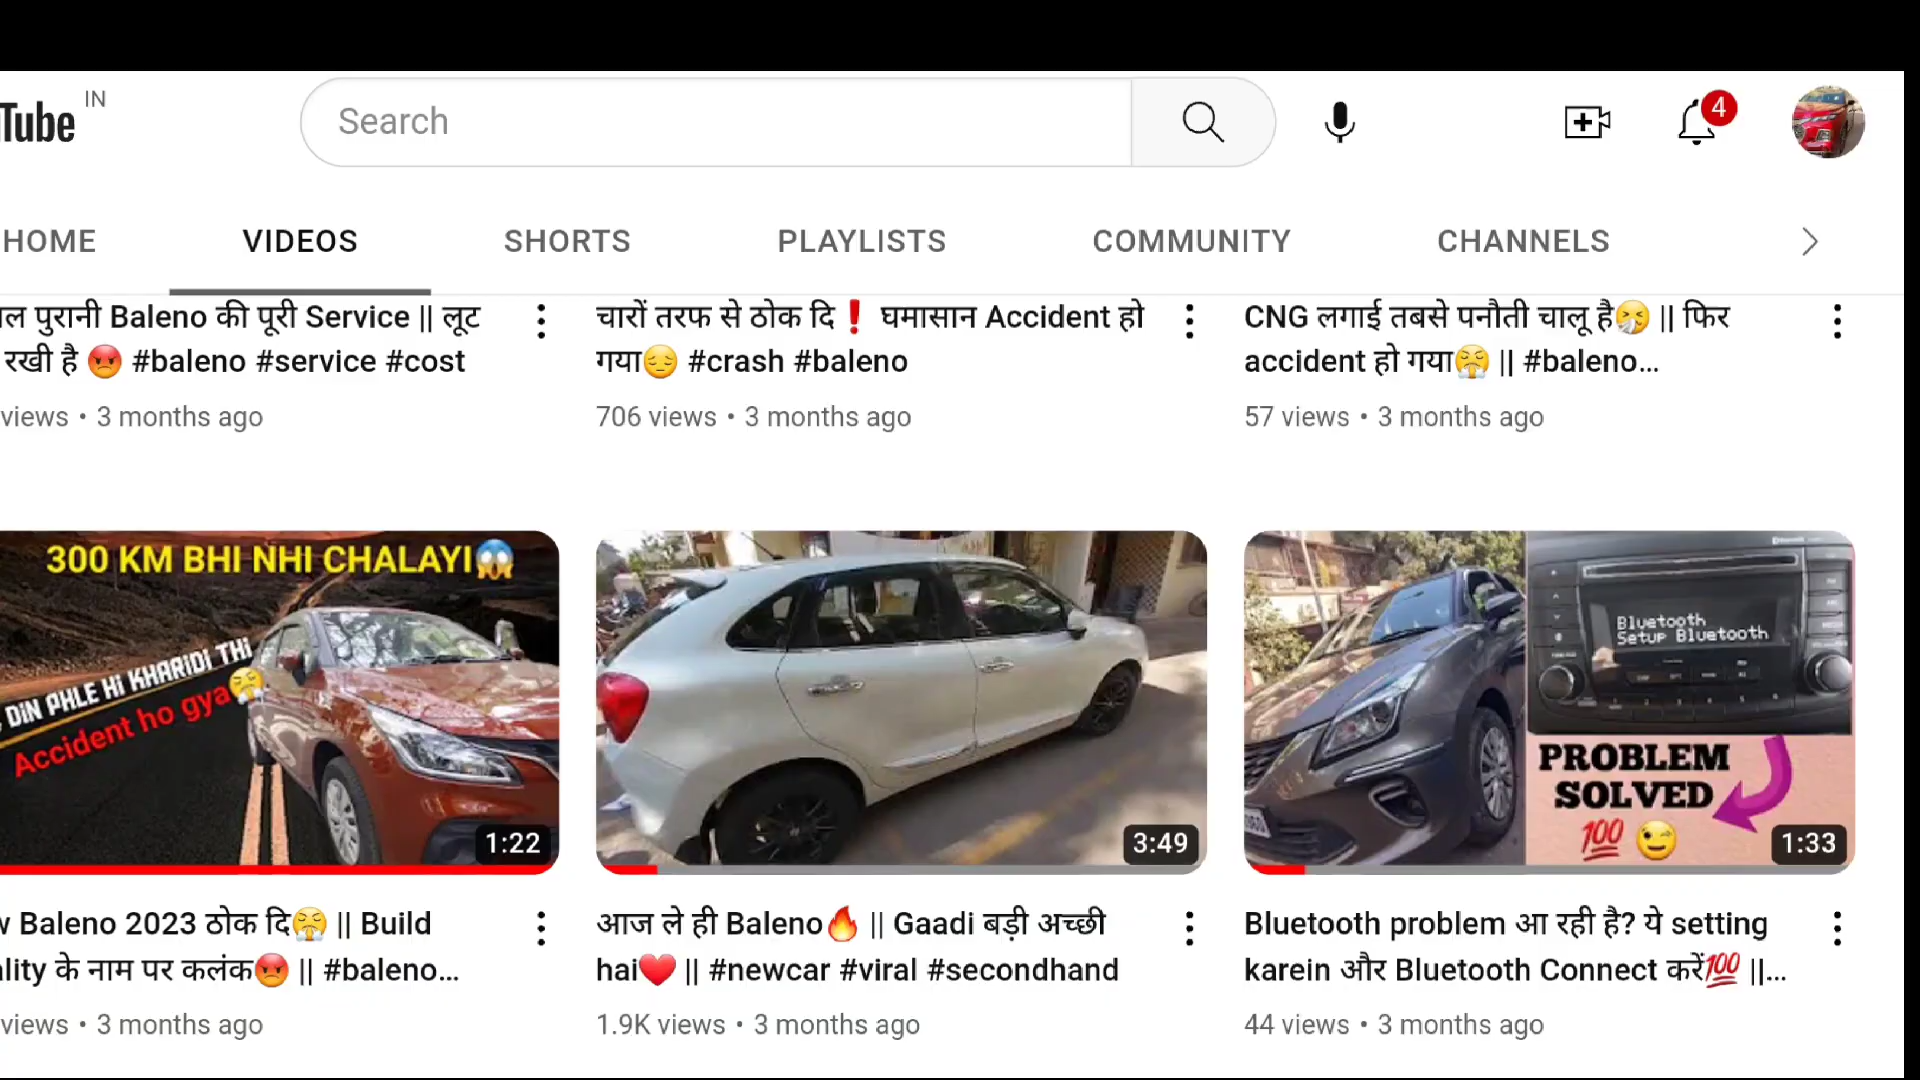 Tube IN
Search
4
HOME VIDEOS SHORTS PLAYLISTS COMMUNITY CHANNELS
ल पुरानी Baleno की पूरी Service || लूट
रखी है 😡 #baleno #service #cost
views • 3 months ago
चारों तरफ से ठोक दि❗ घमासान Accident हो
गया😔 #crash #baleno
706 views • 3 months ago
CNG लगाई तबसे पनौती चालू है🤧 || फिर
accident हो गया😤 || #baleno...
57 views • 3 months ago
300 KM BHI NHI CHALAYI😱
DiN PHLE Hi KHARIDI THi
Accident ho gya😤
1:22
3:49
Bluetooth
Setup Bluetooth
PROBLEM
SOLVED
💯 😉
1:33
Baleno 2023 ठोक दि😤 || Build
lity के नाम पर कलंक😡 || #baleno...
views • 3 months ago
आज ले ही Baleno🔥 || Gaadi बड़ी अच्छी
hai❤️ || #newcar #viral #secondhand
1.9K views • 3 months ago
Bluetooth problem आ रही है? ये setting
karein और Bluetooth Connect करें💯 ||...
44 views • 3 months ago